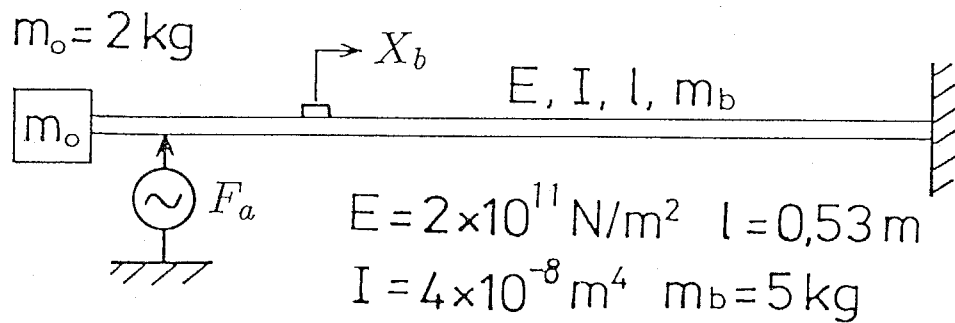 mₒ = 2 kg
X_b
E, I, l, m_b
mₒ
F_a
E = 2×10¹¹ N/m² l = 0,53 m
I = 4×10⁻⁸ m⁴ m_b = 5 kg